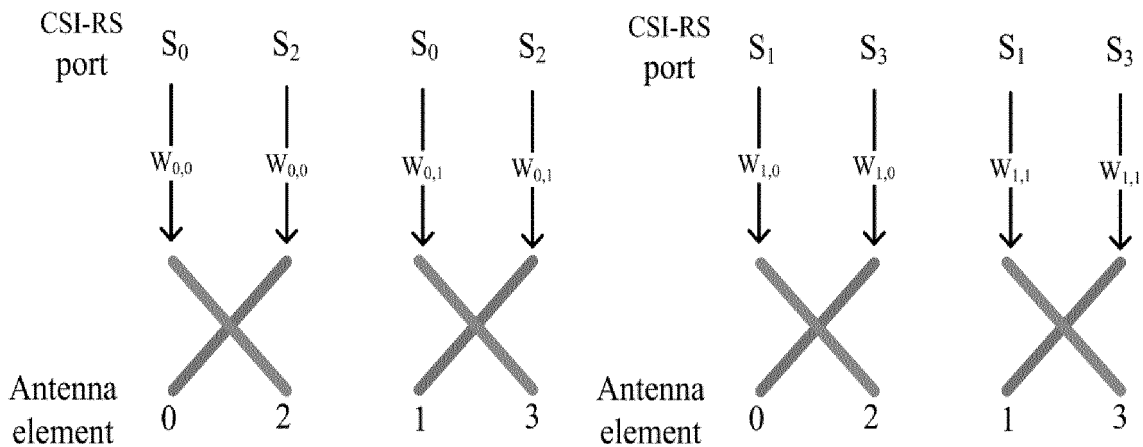 CSI-RS
port
S0 S2 S0 S2
CSI-RS
port
S1 S3 S1 S3
W0,0 W0,0 W0,1 W0,1 W1,0 W1,0 W1,1 W1,1
Antenna
element
0 2 1 3
Antenna
element
0 2 1 3